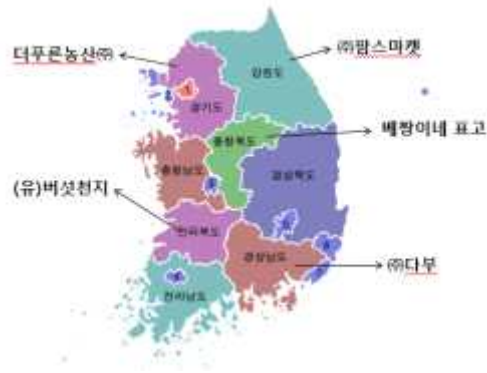 ㈜팜스마켓
더푸른농산㈜
강원도
경기도
베짱이네 표고
충청북도
충청남도
경상북도
(유)버섯천지
전라북도
경상남도
㈜다부
전라남도